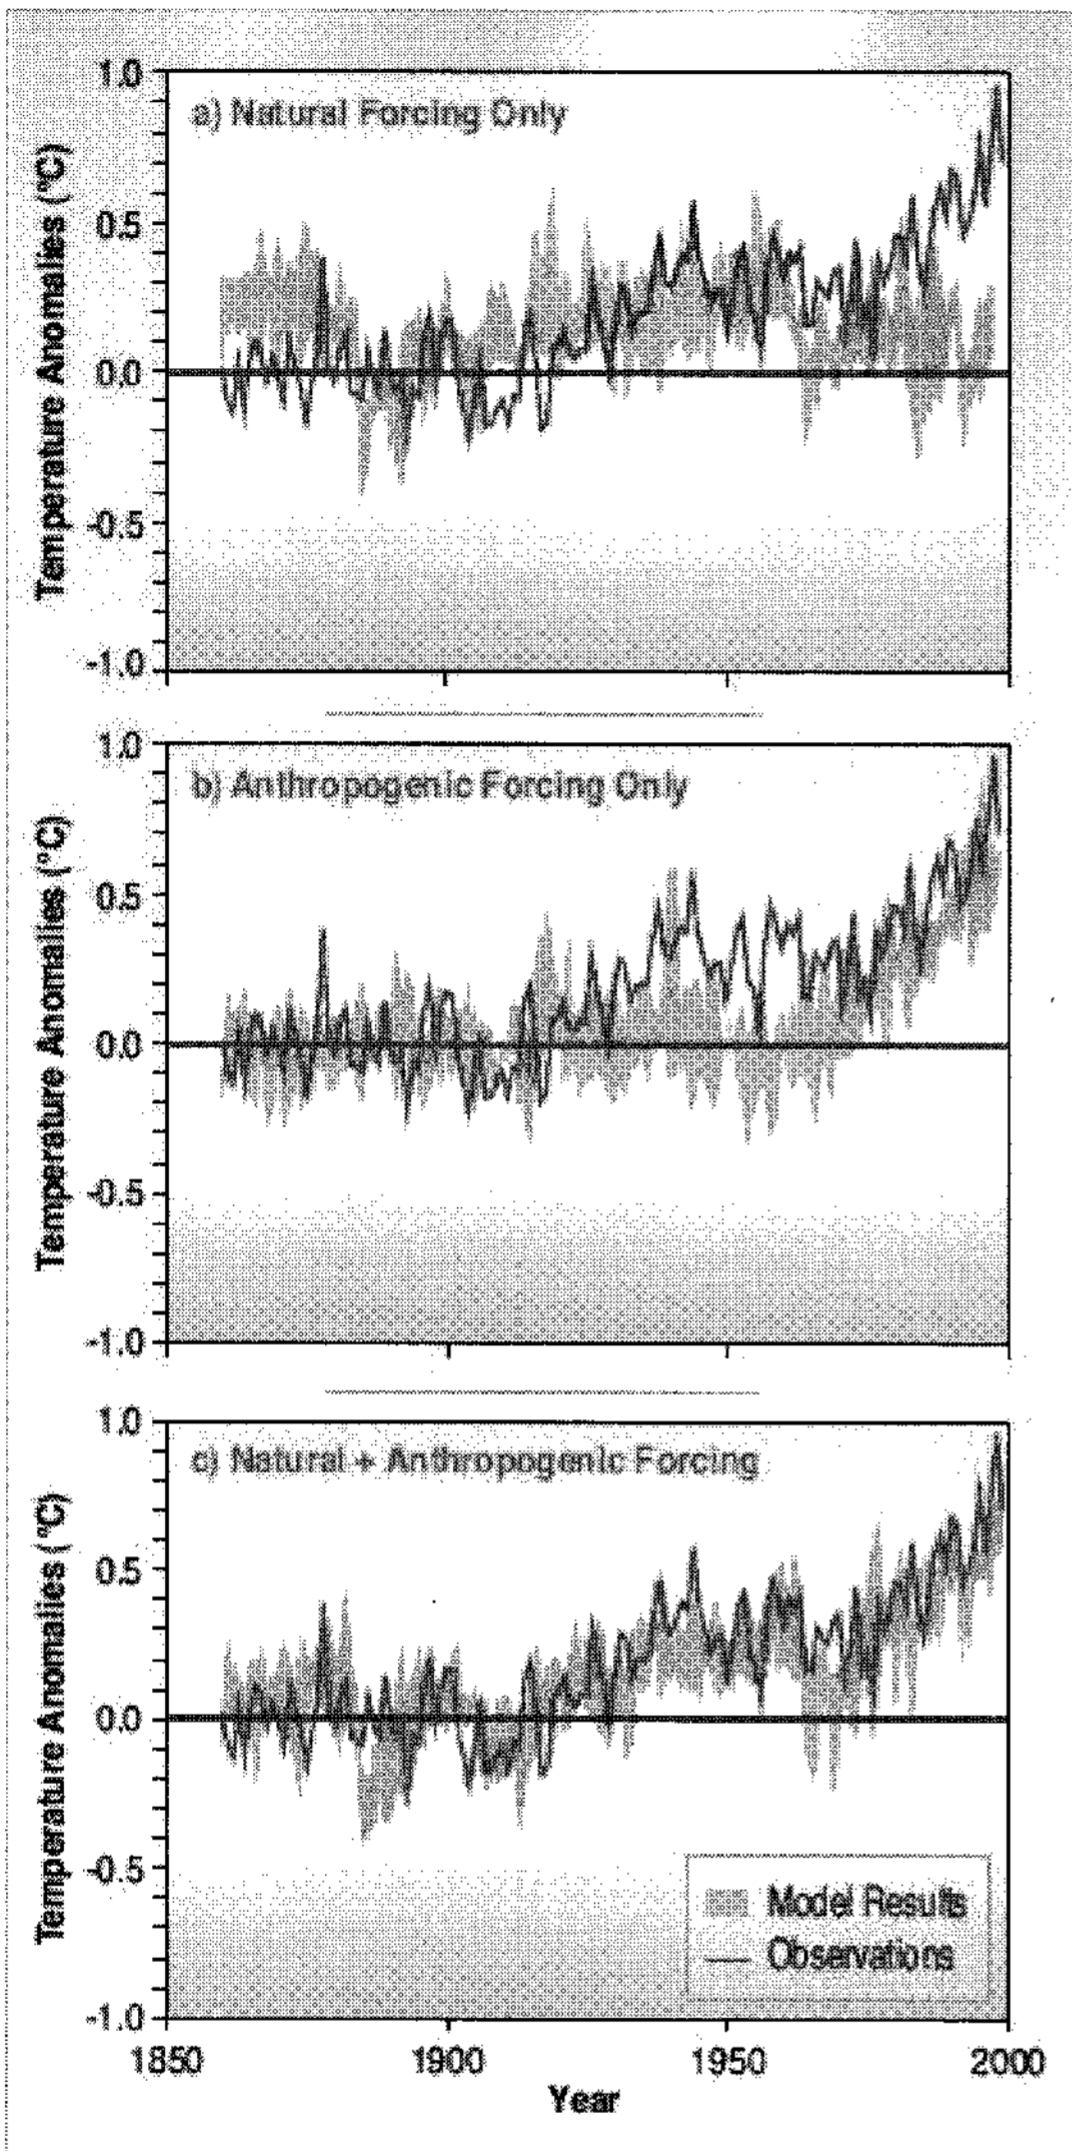 1.0
a) Natural Forcing Only
0.5
0.0
-0.5
-1.0
Temperature Anomalies (°C)
1.0
b) Anthropogenic Forcing Only
0.5
0.0
-0.5
-1.0
Temperature Anomalies (°C)
1.0
c) Natural + Anthropogenic Forcing
0.5
0.0
-0.5
-1.0
Temperature Anomalies (°C)
Model Results
Observations
1850 1900 1950 2000
Year